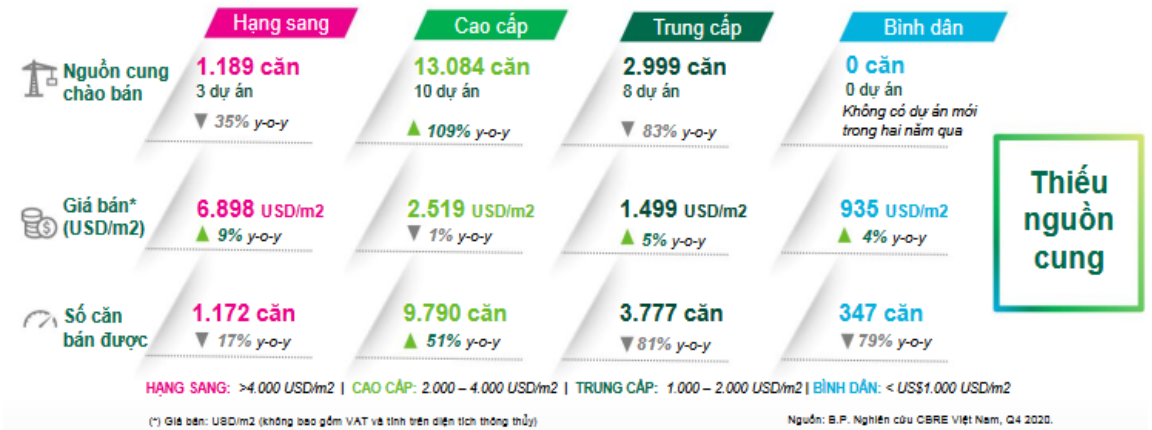 Hạng sang
Cao cấp
Trung cấp
Bình dân
Nguồn cung
chào bán
1.189 căn
3 dự án
▼ 35% y-o-y
13.084 căn
10 dự án
▲ 109% y-o-y
2.999 căn
8 dự án
▼ 83% y-o-y
0 căn
0 dự án
Không có dự án mới
trong hai năm qua
Giá bán*
(USD/m2)
6.898 USD/m2
▲ 9% y-o-y
2.519 USD/m2
▼ 1% y-o-y
1.499 USD/m2
▲ 5% y-o-y
935 USD/m2
▲ 4% y-o-y
Số căn
bán được
1.172 căn
▼ 17% y-o-y
9.790 căn
▲ 51% y-o-y
3.777 căn
▼ 81% y-o-y
347 căn
▼ 79% y-o-y
Thiếu
nguồn
cung
HẠNG SANG: >4.000 USD/m2 | CAO CẤP: 2.000 – 4.000 USD/m2 | TRUNG CẤP: 1.000 – 2.000 USD/m2 | BÌNH DÂN: < US$1.000 USD/m2
(*) Giá bán: USD/m2 (không bao gồm VAT và tính trên diện tích thông thủy)
Nguồn: B.P. Nghiên cứu CBRE Việt Nam, Q4 2020.